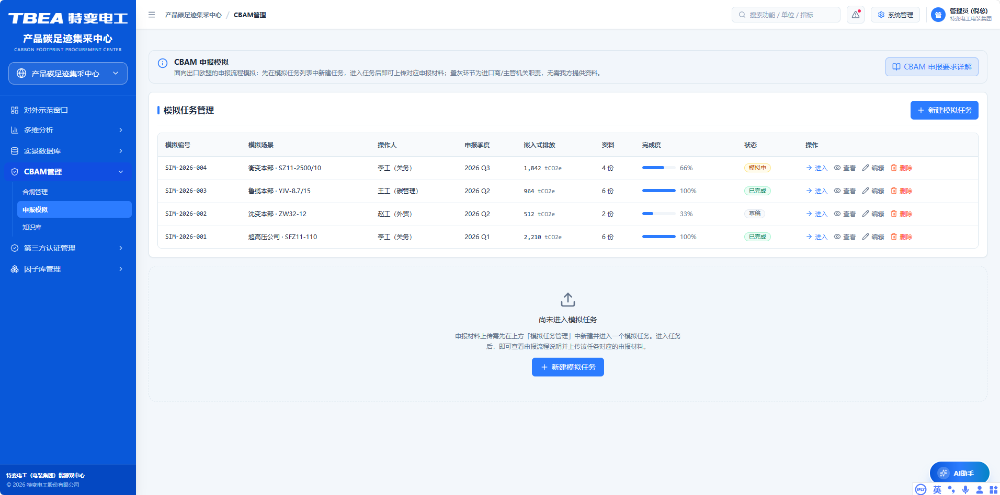 TBEA 特变电工
产品碳足迹集采中心
CARBON FOOTPRINT PROCUREMENT CENTER
产品碳足迹集采中心
对外示范窗口
多维分析
实景数据库
CBAM管理
合规管理
申报模拟
知识库
第三方认证管理
因子库管理
特变电工（电装集团）能源双中心
© 2026 特变电工股份有限公司
产品碳足迹集采中心 / CBAM管理
搜索功能 / 单位 / 指标
系统管理
管
管理员 (倪总)
特变电工电装集团
CBAM 申报模拟
面向出口欧盟的申报流程模拟：先在模拟任务列表中新建任务，进入任务后即可上传对应申报材料；置灰环节为进口商/主管机关职责，无需我方提供资料。
CBAM 申报要求详解
模拟任务管理
新建模拟任务
模拟编号 模拟场景 操作人 申报季度 嵌入式排放 资料 完成度 状态 操作
SIM-2026-004 衡变本部 · SZ11-2500/10 李工（关务） 2026 Q3 1,842 tCO2e 4 份 66% 模拟中 进入 查看 编辑 删除
SIM-2026-003 鲁缆本部 · YJV-8.7/15 王工（碳管理） 2026 Q2 964 tCO2e 6 份 100% 已完成 进入 查看 编辑 删除
SIM-2026-002 沈变本部 · ZW32-12 赵工（外贸） 2026 Q2 512 tCO2e 2 份 33% 草稿 进入 查看 编辑 删除
SIM-2026-001 超高压公司 · SFZ11-110 李工（关务） 2026 Q1 2,210 tCO2e 6 份 100% 已完成 进入 查看 编辑 删除
尚未进入模拟任务
申报材料上传需先在上方「模拟任务管理」中新建并进入一个模拟任务。进入任务
后，即可查看申报流程说明并上传该任务对应的申报材料。
新建模拟任务
AI助手
iFLY 英